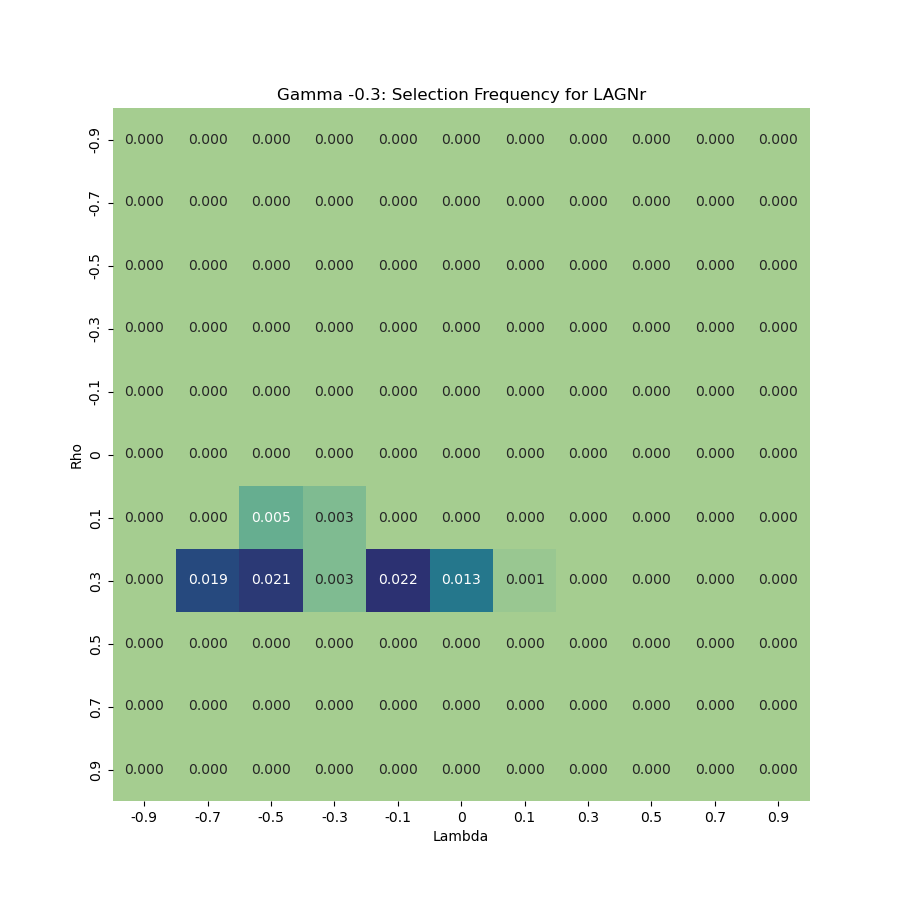 Gamma -0.3: Selection Frequency for LAGNr
-0.9 0.000 0.000 0.000 0.000 0.000 0.000 0.000 0.000 0.000 0.000 0.000
-0.7 0.000 0.000 0.000 0.000 0.000 0.000 0.000 0.000 0.000 0.000 0.000
-0.5 0.000 0.000 0.000 0.000 0.000 0.000 0.000 0.000 0.000 0.000 0.000
-0.3 0.000 0.000 0.000 0.000 0.000 0.000 0.000 0.000 0.000 0.000 0.000
-0.1 0.000 0.000 0.000 0.000 0.000 0.000 0.000 0.000 0.000 0.000 0.000
Rho
0 0.000 0.000 0.000 0.000 0.000 0.000 0.000 0.000 0.000 0.000 0.000
0.1 0.000 0.000 0.005 0.003 0.000 0.000 0.000 0.000 0.000 0.000 0.000
0.3 0.000 0.019 0.021 0.003 0.022 0.013 0.001 0.000 0.000 0.000 0.000
0.5 0.000 0.000 0.000 0.000 0.000 0.000 0.000 0.000 0.000 0.000 0.000
0.7 0.000 0.000 0.000 0.000 0.000 0.000 0.000 0.000 0.000 0.000 0.000
0.9 0.000 0.000 0.000 0.000 0.000 0.000 0.000 0.000 0.000 0.000 0.000
-0.9 -0.7 -0.5 -0.3 -0.1 0 0.1 0.3 0.5 0.7 0.9
Lambda